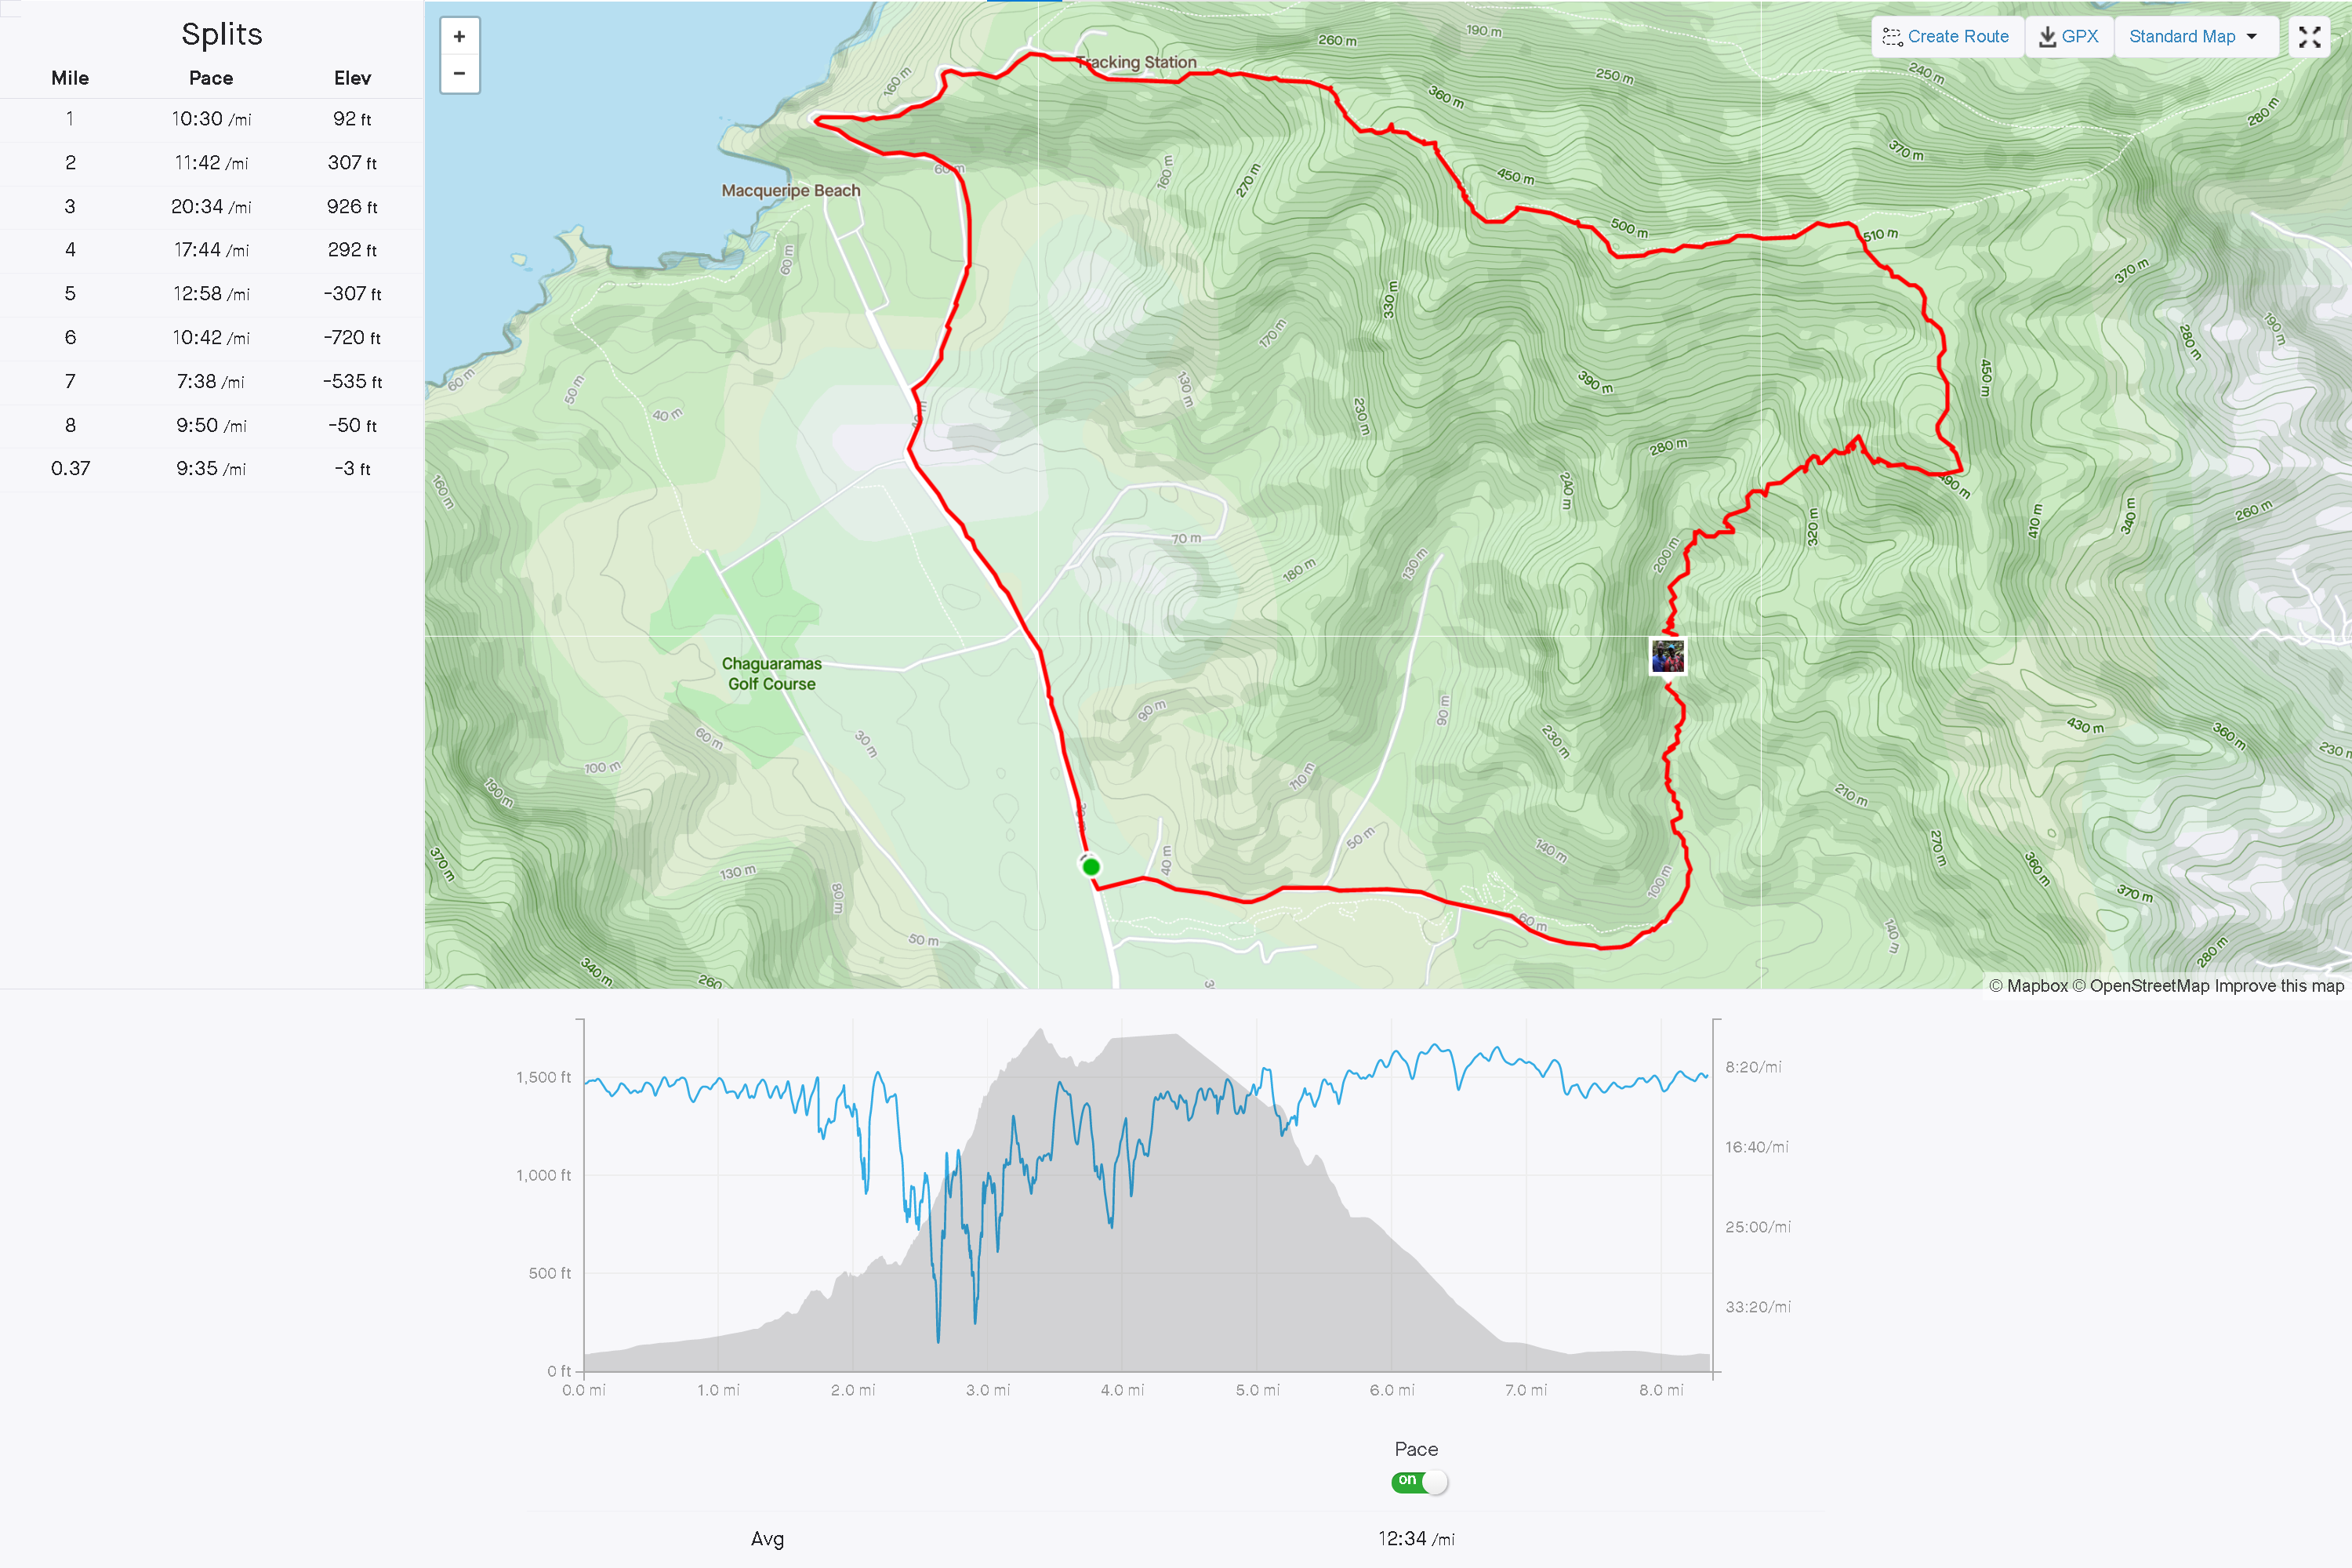 Splits
Mile Pace Elev
1 10:30 /mi 92 ft
2 11:42 /mi 307 ft
3 20:34 /mi 926 ft
4 17:44 /mi 292 ft
5 12:58 /mi -307 ft
6 10:42 /mi -720 ft
7 7:38 /mi -535 ft
8 9:50 /mi -50 ft
0.37 9:35 /mi -3 ft
+
−
Create Route
GPX
Standard Map
260 m
190 m
250 m
240 m
280 m
Tracking Station
160 m
360 m
370 m
60 m
160 m
270 m
450 m
Macqueripe Beach
500 m
510 m
60 m
330 m
370 m
170 m
280 m
190 m
60 m
50 m
130 m
390 m
450 m
40 m
230 m
280 m
160 m
240 m
490 m
70 m
320 m
410 m
340 m
260 m
180 m
130 m
200 m
Chaguaramas
Golf Course
90 m
90 m
60 m
30 m
230 m
430 m
360 m
100 m
110 m
190 m
210 m
370 m
130 m
80 m
40 m
50 m
140 m
100 m
270 m
360 m
370 m
50 m
60 m
140 m
280 m
340 m
260
© Mapbox © OpenStreetMap Improve this map
1,500 ft
1,000 ft
500 ft
0 ft
8:20/mi
16:40/mi
25:00/mi
33:20/mi
0.0 mi 1.0 mi 2.0 mi 3.0 mi 4.0 mi 5.0 mi 6.0 mi 7.0 mi 8.0 mi
Pace
on
Avg 12:34 /mi